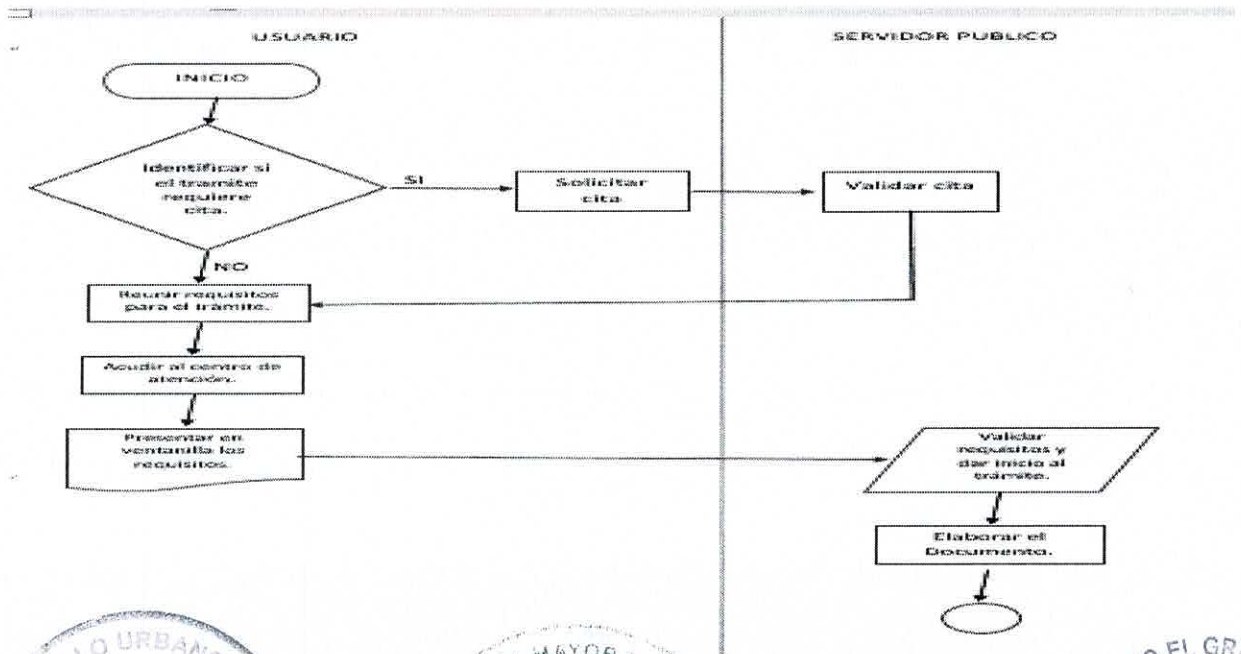 USUARIO
SERVIDOR PUBLICO
INICIO
Identificar si
el tramite
requiere
cita.
SI
Solicitar
cita
Validar cita
NO
Reunir requisitos
para el trámite.
Acudir al centro de
atención.
Presentar en
ventanilla los
requisitos.
Validar
requisitos y
dar inicio al
trámite.
Elaborar el
Documento.
MAYOR
EL